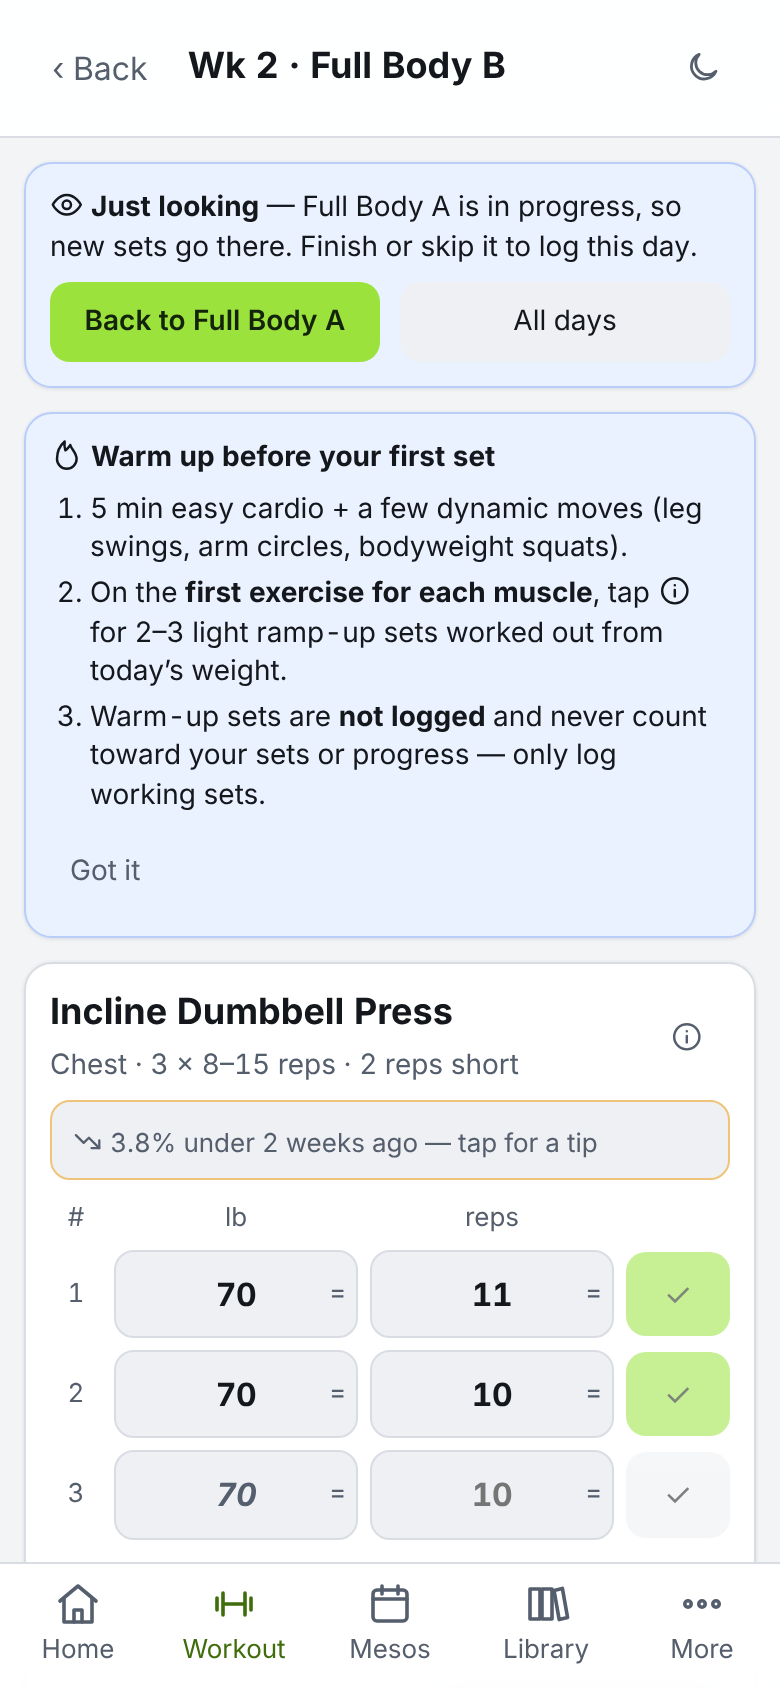 ‹ Back
Wk 2 · Full Body B
Just looking — Full Body A is in progress, so
new sets go there. Finish or skip it to log this day.
Back to Full Body A
All days
Warm up before your first set
1. 5 min easy cardio + a few dynamic moves (leg
swings, arm circles, bodyweight squats).
2. On the first exercise for each muscle, tap ⓘ
for 2–3 light ramp-up sets worked out from
today’s weight.
3. Warm-up sets are not logged and never count
toward your sets or progress — only log
working sets.
Got it
Incline Dumbbell Press
Chest · 3 × 8–15 reps · 2 reps short
3.8% under 2 weeks ago — tap for a tip
# lb reps
1 70 = 11 = ✓
2 70 = 10 = ✓
3 70 = 10 = ✓
Home Workout Mesos Library More